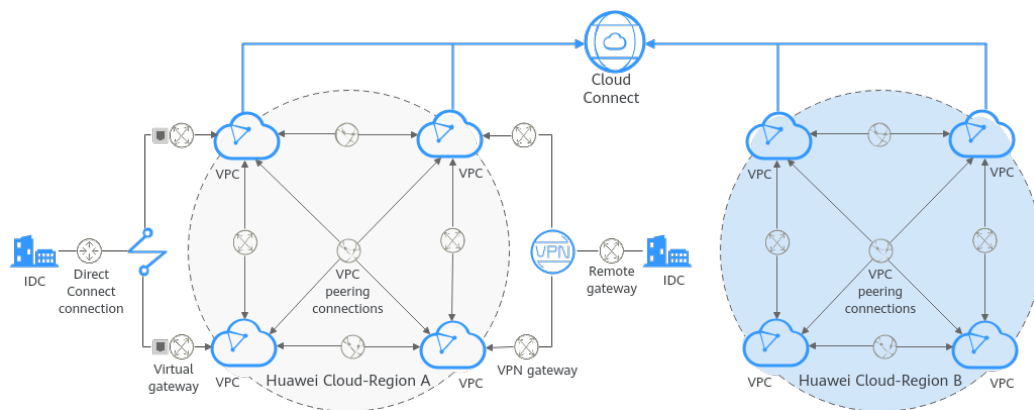 Cloud
Connect
VPC
VPC
VPC
VPC
IDC
Direct
Connect
connection
VPC
peering
connections
VPN
Remote
gateway
IDC
VPC
peering
connections
Virtual
gateway
VPC
Huawei Cloud-Region A
VPC
VPN gateway
VPC
Huawei Cloud-Region B
VPC